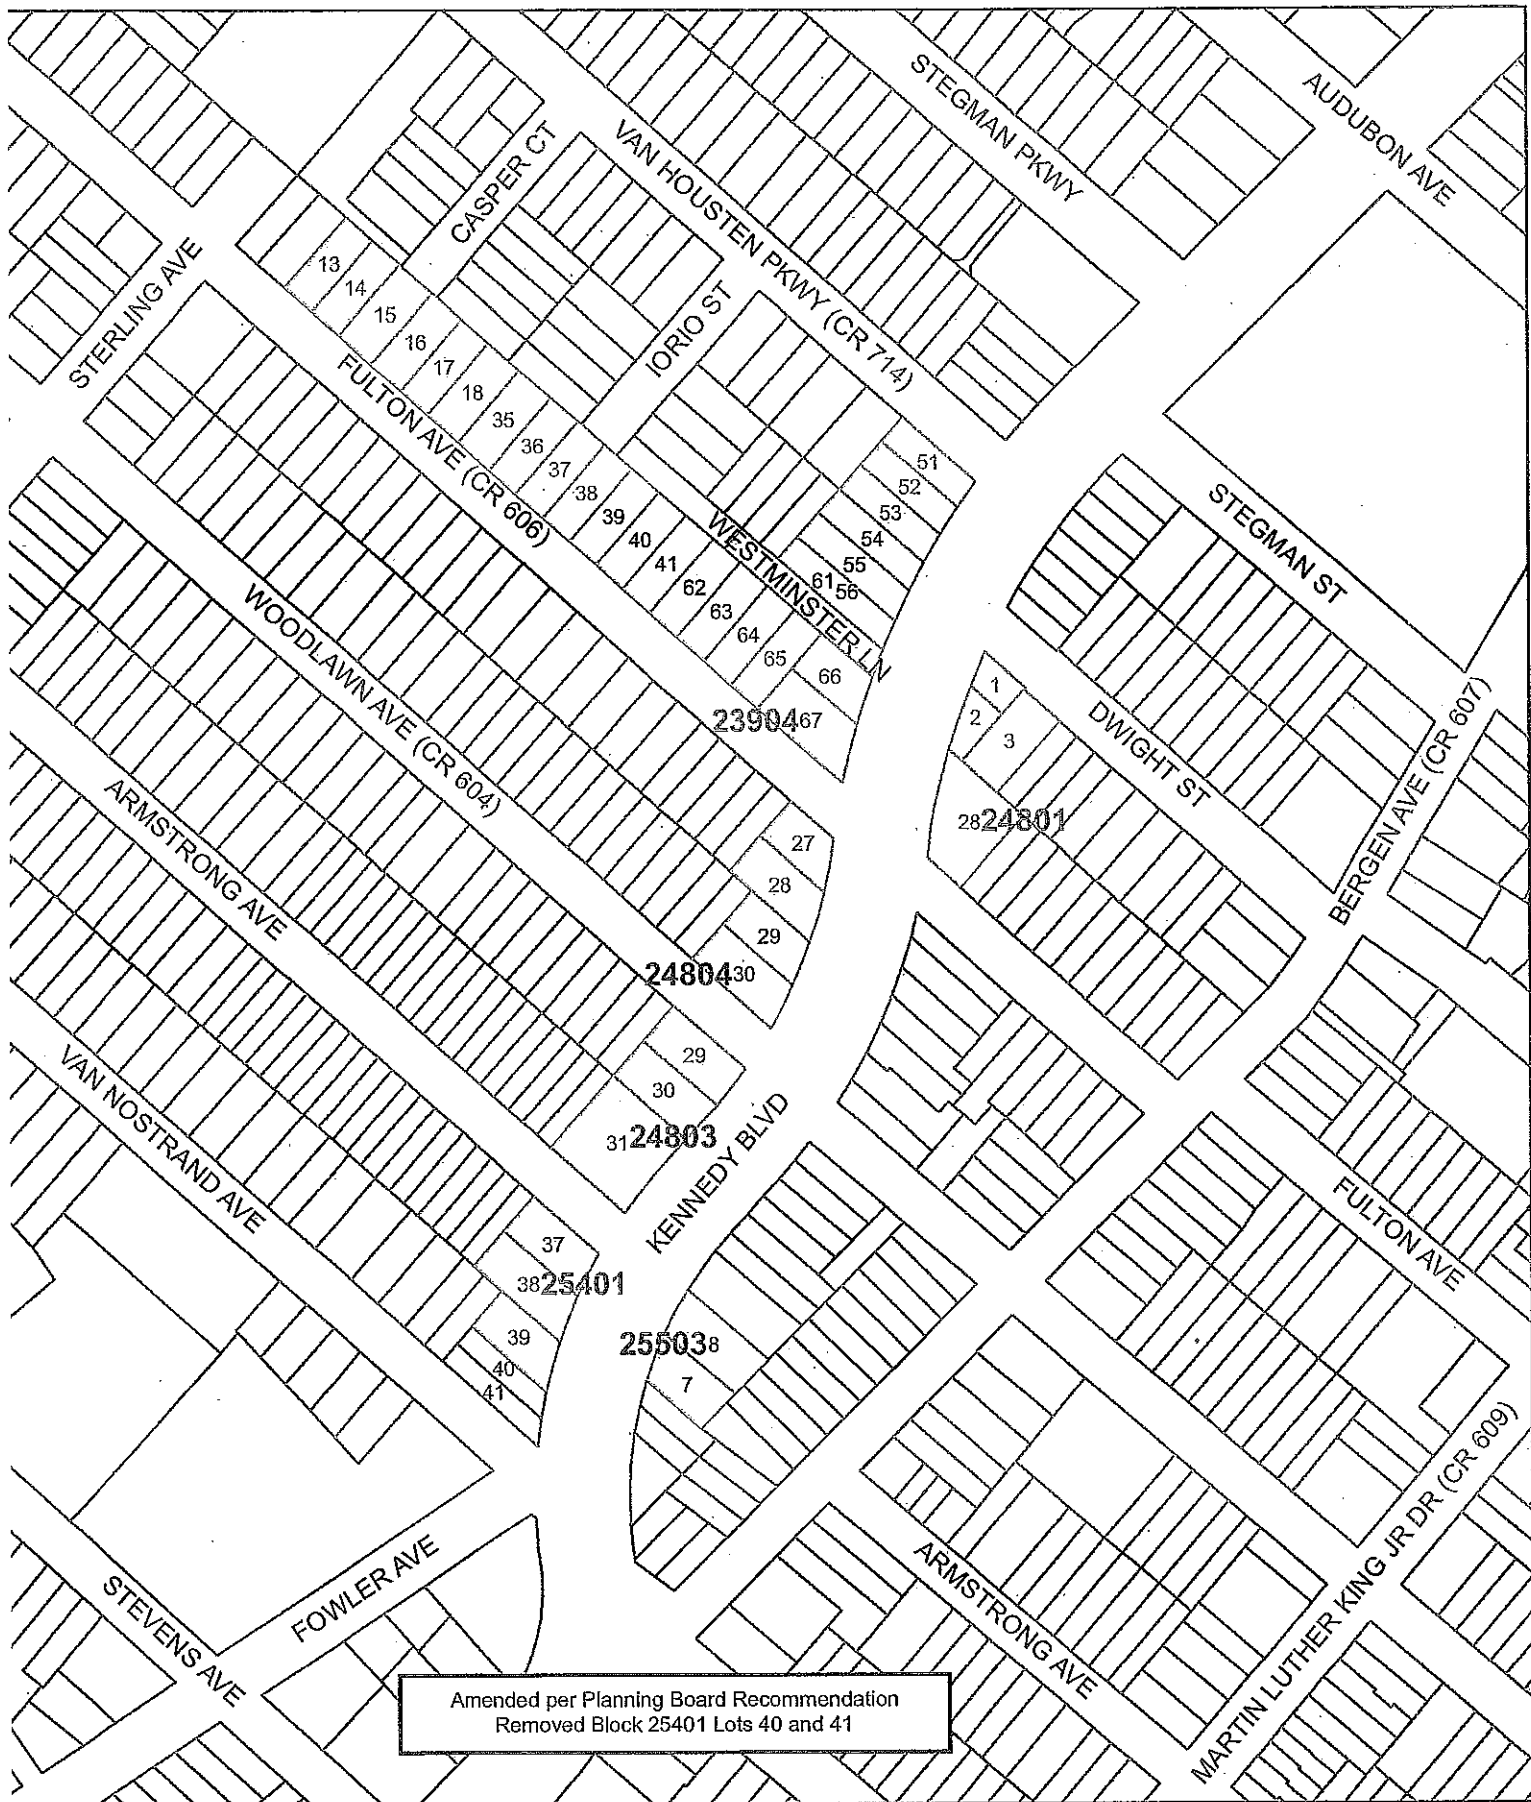 STEGMAN PKWY
AUDUBON AVE
CASPER CT
VAN HOUSTEN PKWY (CR 714)
STERLING AVE
IORIO ST
13
14
15
16
17
18
35
36
37
38
39
40
41
62
63
64
65
66
67
FULTON AVE (CR 606)
WESTMINSTER LN
51
52
53
54
55
61
56
STEGMAN ST
WOODLAWN AVE (CR 604)
23904
1
2
3
28
24801
DWIGHT ST
BERGEN AVE (CR 607)
ARMSTRONG AVE
27
28
29
30
24804
29
30
31
24803
VAN NOSTRAND AVE
KENNEDY BLVD
37
38
25401
39
40
41
25503
8
7
FULTON AVE
MARTIN LUTHER KING JR DR (CR 609)
ARMSTRONG AVE
FOWLER AVE
STEVENS AVE
Amended per Planning Board Recommendation
Removed Block 25401 Lots 40 and 41